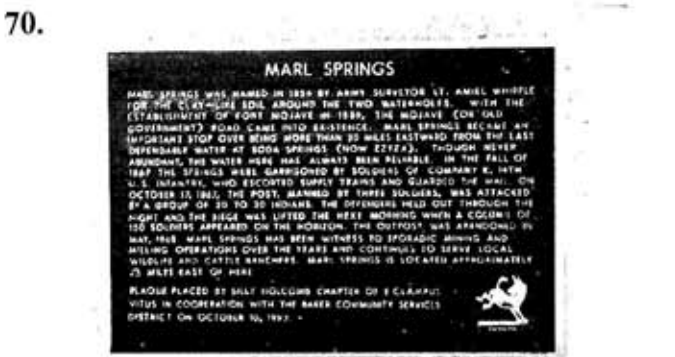 70.
MARL SPRINGS
MARL SPRINGS WAS NAMED IN 1854 BY ARMY SURVEYOR LT. AMIEL WHIPPLE
FOR THE CLAY-LIKE SOIL AROUND THE TWO WATERHOLES. WITH THE
ESTABLISHMENT OF FORT MOJAVE IN 1859, THE MOJAVE (OR OLD
GOVERNMENT) ROAD CAME INTO EXISTENCE. MARL SPRINGS BECAME AN
IMPORTANT STOP OVER BEING MORE THAN 30 MILES EASTWARD FROM THE LAST
DEPENDABLE WATER AT SODA SPRINGS (NOW ZZYZX). THOUGH NEVER
ABUNDANT, THE WATER HERE HAS ALWAYS BEEN RELIABLE. IN THE FALL OF
1867 THE SPRINGS WERE GARRISONED BY SOLDIERS OF COMPANY K, 14TH
U.S. INFANTRY, WHO ESCORTED SUPPLY TRAINS AND GUARDED THE MAIL. ON
OCTOBER 17, 1867, THE POST, MANNED BY THREE SOLDIERS, WAS ATTACKED
BY A GROUP OF 20 TO 30 INDIANS. THE DEFENDERS HELD OUT THROUGH THE
NIGHT AND THE SIEGE WAS LIFTED THE NEXT MORNING WHEN A COLUMN OF
150 SOLDIERS APPEARED ON THE HORIZON. THE OUTPOST WAS ABANDONED IN
MAY, 1868. MARL SPRINGS HAS BEEN WITNESS TO SPORADIC MINING AND
MILLING OPERATIONS OVER THE YEARS AND CONTINUES TO SERVE LOCAL
WILDLIFE AND CATTLE RANCHERS. MARL SPRINGS IS LOCATED APPROXIMATELY
MILES EAST OF HERE
PLAQUE PLACED BY BILLY HOLCOMB CHAPTER OF E CLAMPUS
VITUS IN COOPERATION WITH THE BAKER COMMUNITY SERVICES
DISTRICT ON OCTOBER 10,